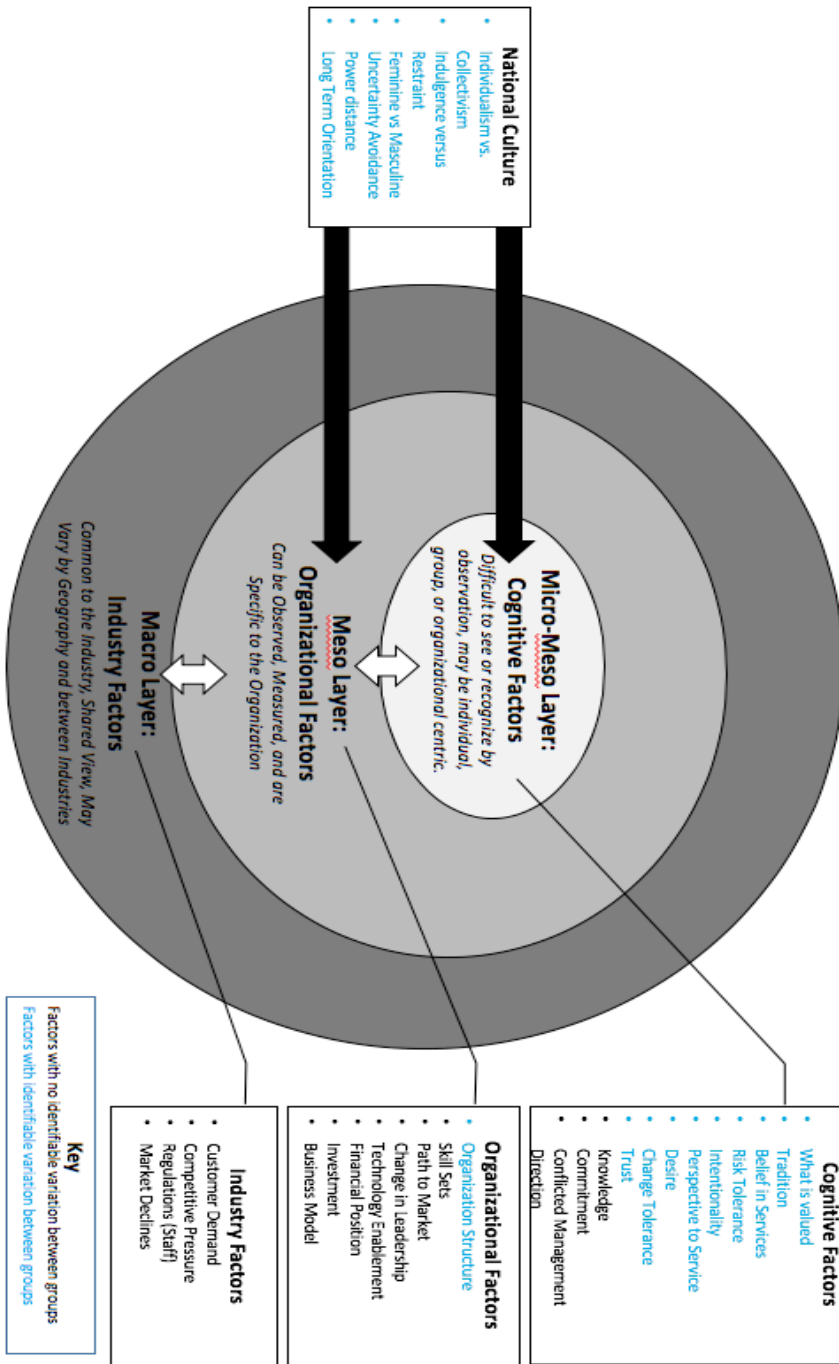 National Culture
• Individualism vs.
Collectivism
• Indulgence versus
Restraint
• Feminine vs Masculine
• Uncertainty Avoidance
• Power distance
• Long Term Orientation
Micro-Meso Layer:
Cognitive Factors
Difficult to see or recognize by
observation, may be individual,
group, or organizational centric.
Meso Layer:
Organizational Factors
Can be Observed, Measured, and are
Specific to the Organization
Macro Layer:
Industry Factors
Common to the Industry, Shared View, May
Vary by Geography and between Industries
Cognitive Factors
• What is valued
• Tradition
• Belief in Services
• Risk Tolerance
• Intentionality
• Perspective to Service
• Desire
• Change Tolerance
• Trust
• Knowledge
• Commitment
• Conflicted Management
Direction
Organizational Factors
• Organization Structure
• Skill Sets
• Path to Market
• Change in Leadership
• Technology Enablement
• Financial Position
• Investment
• Business Model
Industry Factors
• Customer Demand
• Competitive Pressure
• Regulations (Staff)
• Market Declines
Key
Factors with no identifiable variation between groups
Factors with identifiable variation between groups